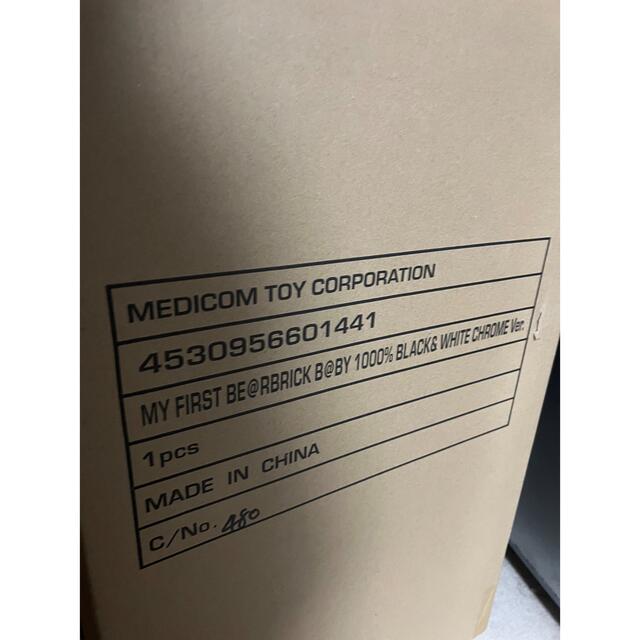 MEDICOM TOY CORPORATION
4530956601441
MY FIRST BE@RBRICK B@BY 1000% BLACK& WHITE CHROME Ver.
1pcs
MADE IN CHINA
C/No. 480